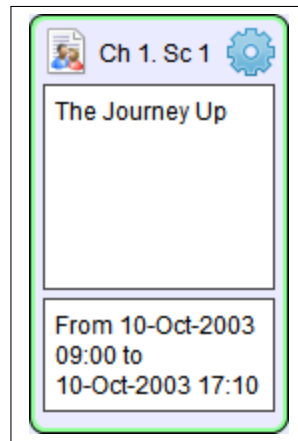 Ch 1. Sc 1
The Journey Up
From 10-Oct-2003
09:00 to
10-Oct-2003 17:10